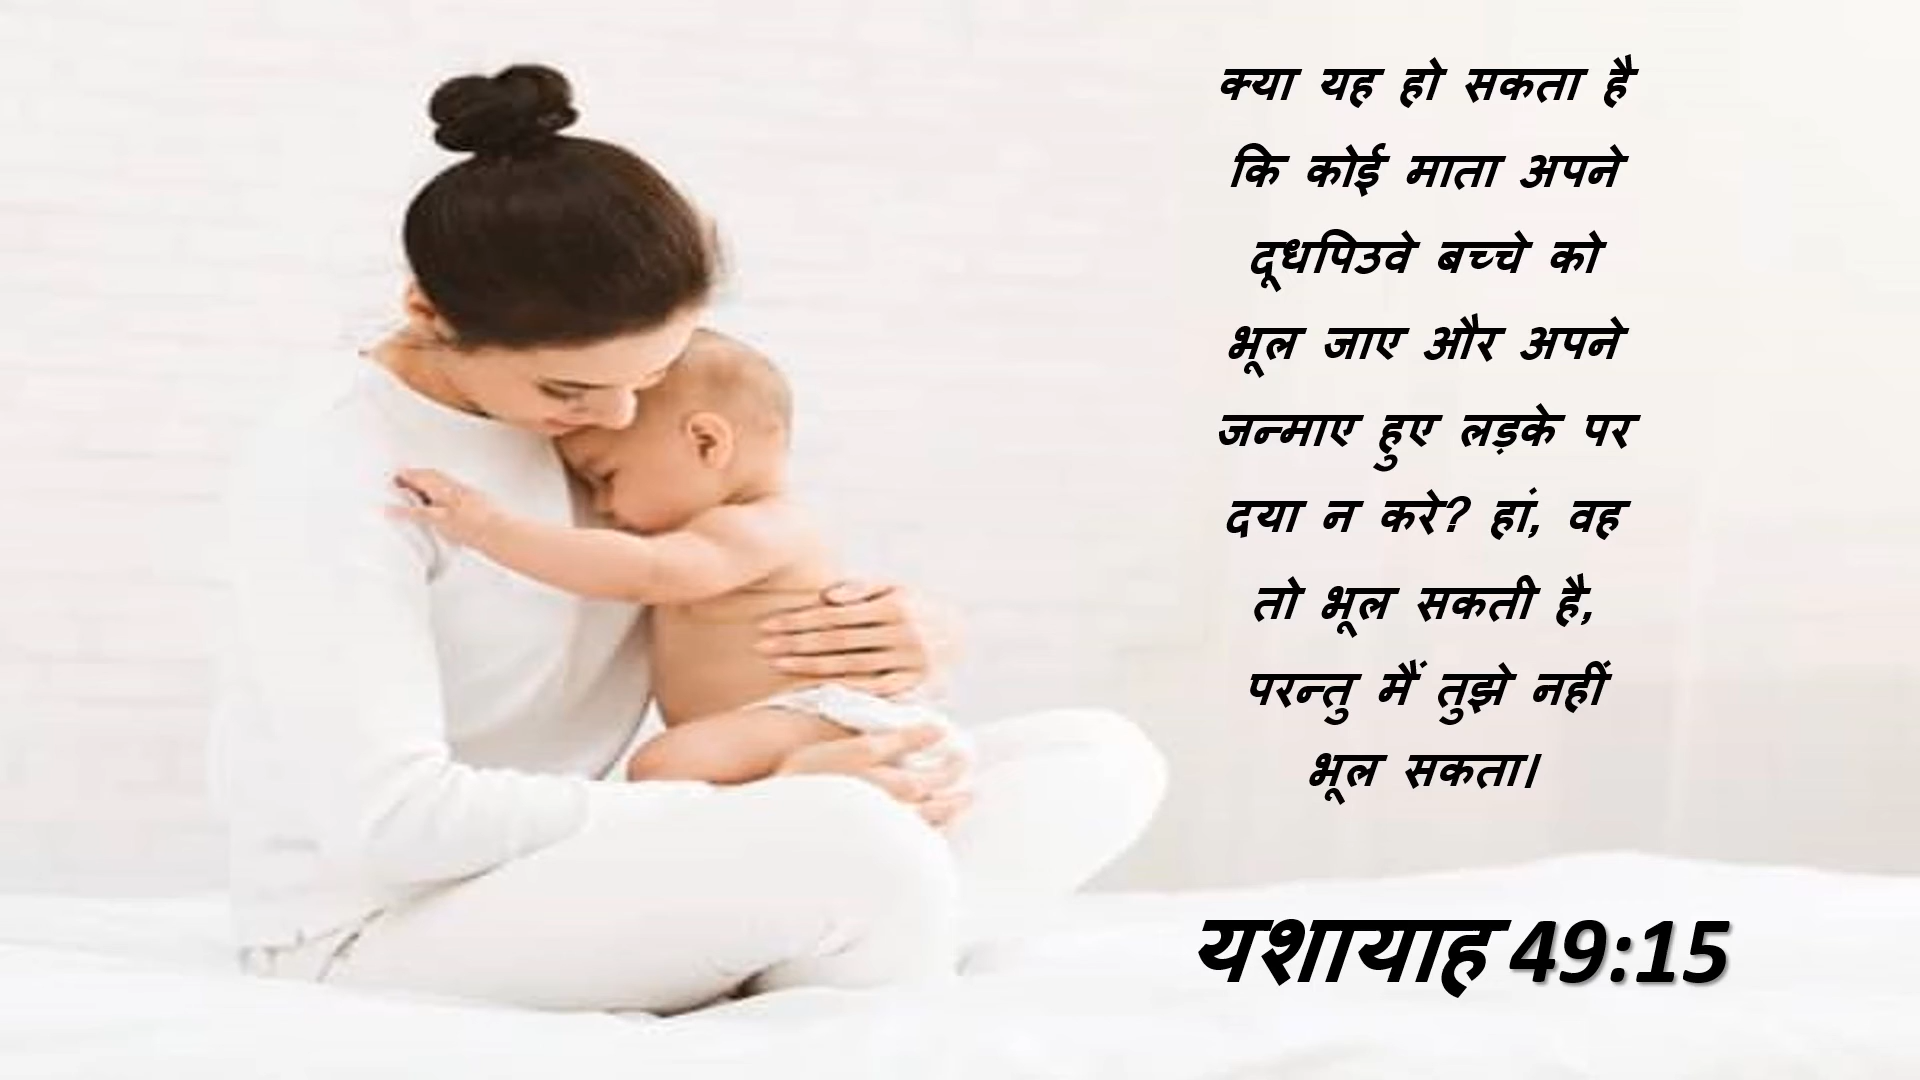 क्या यह हो सकता है
कि कोई माता अपने
दूधपिउवे बच्चे को
भूल जाए और अपने
जन्माए हुए लड़के पर
दया न करे? हां, वह
तो भूल सकती है,
परन्तु मैं तुझे नहीं
भूल सकता।
यशायाह 49:15